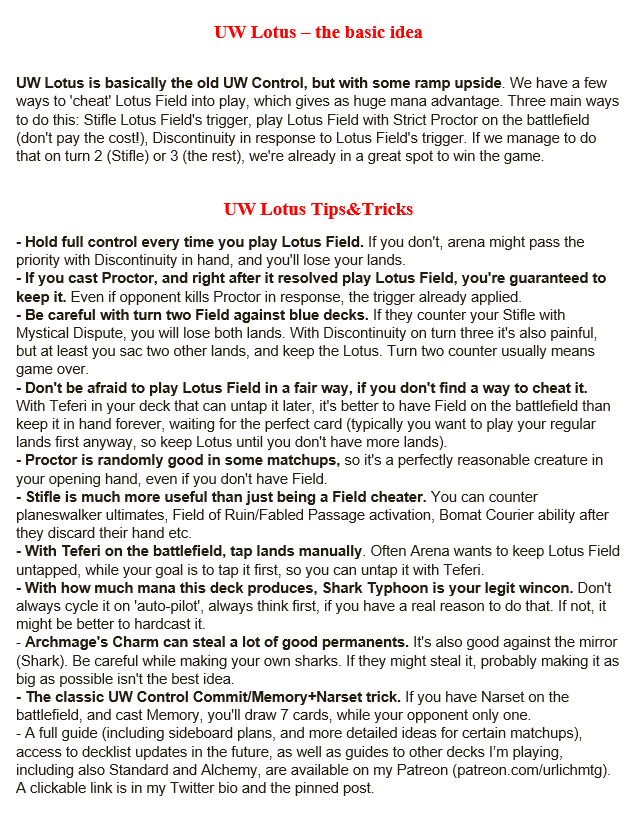 UW Lotus – the basic idea
UW Lotus is basically the old UW Control, but with some ramp upside. We have a few
ways to 'cheat' Lotus Field into play, which gives as huge mana advantage. Three main ways
to do this: Stifle Lotus Field's trigger, play Lotus Field with Strict Proctor on the battlefield
(don't pay the cost!), Discontinuity in response to Lotus Field's trigger. If we manage to do
that on turn 2 (Stifle) or 3 (the rest), we're already in a great spot to win the game.
UW Lotus Tips&Tricks
- Hold full control every time you play Lotus Field. If you don't, arena might pass the
priority with Discontinuity in hand, and you'll lose your lands.
- If you cast Proctor, and right after it resolved play Lotus Field, you're guaranteed to
keep it. Even if opponent kills Proctor in response, the trigger already applied.
- Be careful with turn two Field against blue decks. If they counter your Stifle with
Mystical Dispute, you will lose both lands. With Discontinuity on turn three it's also painful,
but at least you sac two other lands, and keep the Lotus. Turn two counter usually means
game over.
- Don't be afraid to play Lotus Field in a fair way, if you don't find a way to cheat it.
With Teferi in your deck that can untap it later, it's better to have Field on the battlefield than
keep it in hand forever, waiting for the perfect card (typically you want to play your regular
lands first anyway, so keep Lotus until you don't have more lands).
- Proctor is randomly good in some matchups, so it's a perfectly reasonable creature in
your opening hand, even if you don't have Field.
- Stifle is much more useful than just being a Field cheater. You can counter
planeswalker ultimates, Field of Ruin/Fabled Passage activation, Bomat Courier ability after
they discard their hand etc.
- With Teferi on the battlefield, tap lands manually. Often Arena wants to keep Lotus Field
untapped, while your goal is to tap it first, so you can untap it with Teferi.
- With how much mana this deck produces, Shark Typhoon is your legit wincon. Don't
always cycle it on 'auto-pilot', always think first, if you have a real reason to do that. If not, it
might be better to hardcast it.
- Archmage's Charm can steal a lot of good permanents. It's also good against the mirror
(Shark). Be careful while making your own sharks. If they might steal it, probably making it as
big as possible isn't the best idea.
- The classic UW Control Commit/Memory+Narset trick. If you have Narset on the
battlefield, and cast Memory, you'll draw 7 cards, while your opponent only one.
- A full guide (including sideboard plans, and more detailed ideas for certain matchups),
access to decklist updates in the future, as well as guides to other decks I'm playing,
including also Standard and Alchemy, are available on my Patreon (patreon.com/urlichmtg).
A clickable link is in my Twitter bio and the pinned post.